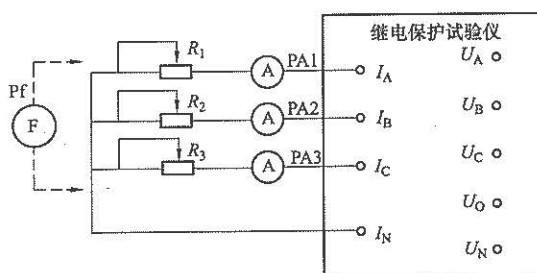 继电保护试验仪
R1 PA1 IA UA
A
Pf R2 PA2 IB UB
A
F R3 PA3 IC UC
A
UO
IN UN